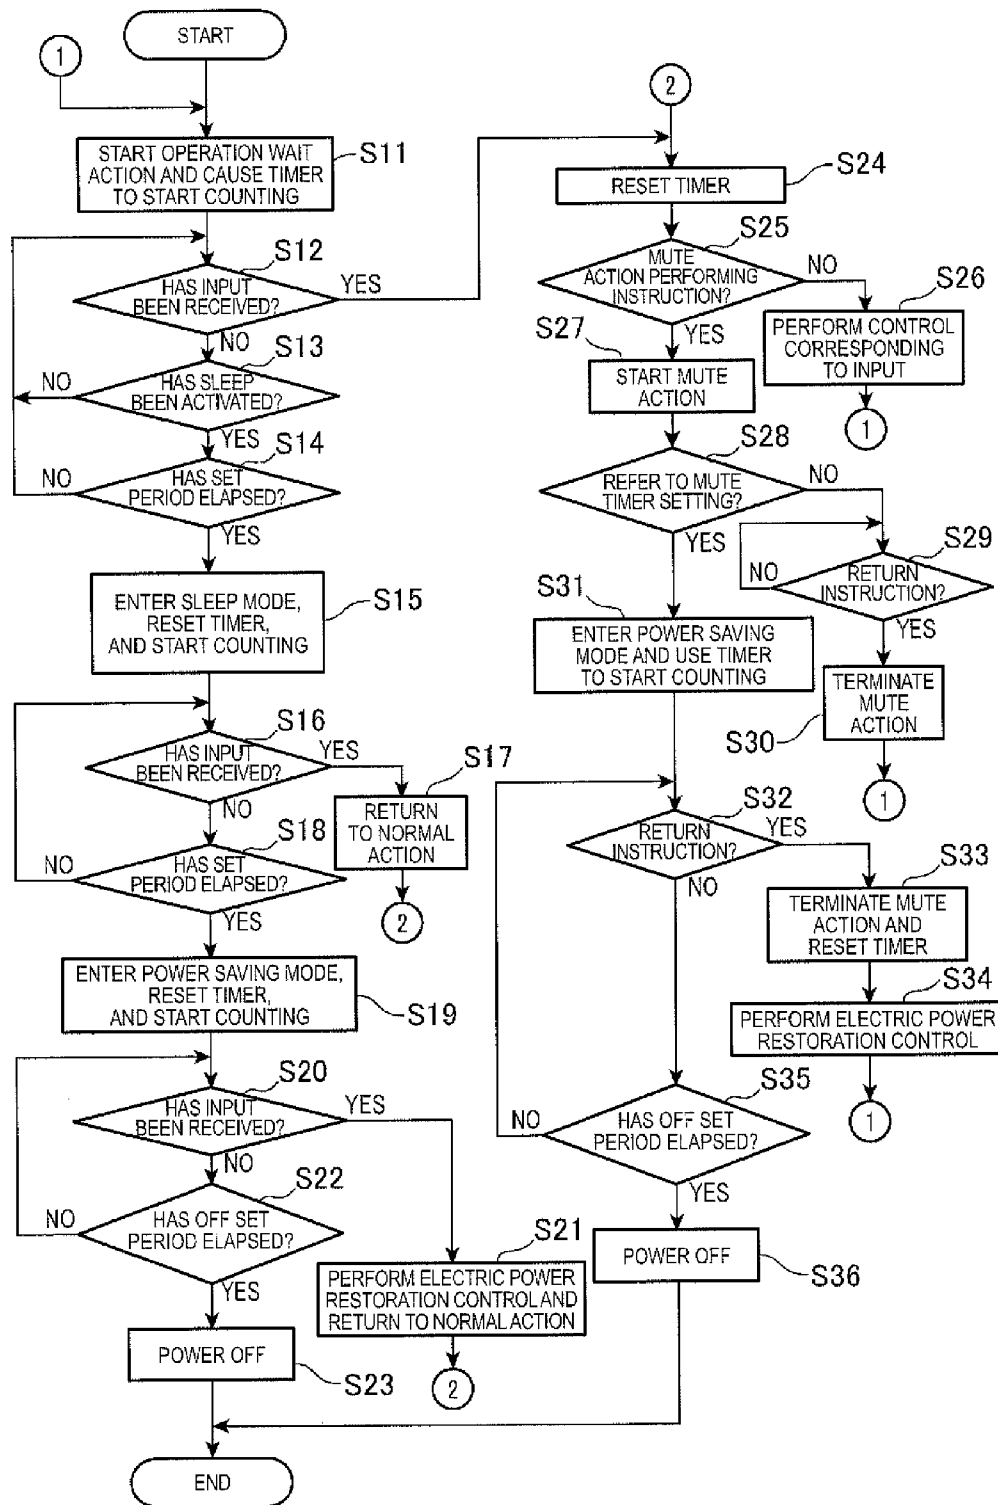 START
1
START OPERATION WAIT
ACTION AND CAUSE TIMER
TO START COUNTING
S11
S12
HAS INPUT
BEEN RECEIVED?
YES
NO
S13
HAS SLEEP
BEEN ACTIVATED?
NO
YES
S14
HAS SET
PERIOD ELAPSED?
NO
YES
ENTER SLEEP MODE,
RESET TIMER,
AND START COUNTING
S15
S16
HAS INPUT
BEEN RECEIVED?
YES
NO
S17
RETURN
TO NORMAL
ACTION
2
S18
HAS SET
PERIOD ELAPSED?
NO
YES
ENTER POWER SAVING MODE,
RESET TIMER,
AND START COUNTING
S19
S20
HAS INPUT
BEEN RECEIVED?
YES
NO
S22
HAS OFF SET
PERIOD ELAPSED?
NO
YES
S21
PERFORM ELECTRIC POWER
RESTORATION CONTROL AND
RETURN TO NORMAL ACTION
2
POWER OFF
S23
END
2
RESET TIMER
S24
S25
MUTE
ACTION PERFORMING
INSTRUCTION?
NO
YES
S26
PERFORM CONTROL
CORRESPONDING
TO INPUT
1
S27
START MUTE
ACTION
S28
REFER TO MUTE
TIMER SETTING?
NO
YES
S29
RETURN
INSTRUCTION?
NO
YES
TERMINATE
MUTE
ACTION
S30
1
S31
ENTER POWER SAVING
MODE AND USE TIMER
TO START COUNTING
S32
RETURN
INSTRUCTION?
YES
NO
S33
TERMINATE MUTE
ACTION AND
RESET TIMER
S34
PERFORM ELECTRIC POWER
RESTORATION CONTROL
1
S35
HAS OFF SET
PERIOD ELAPSED?
NO
YES
POWER OFF
S36